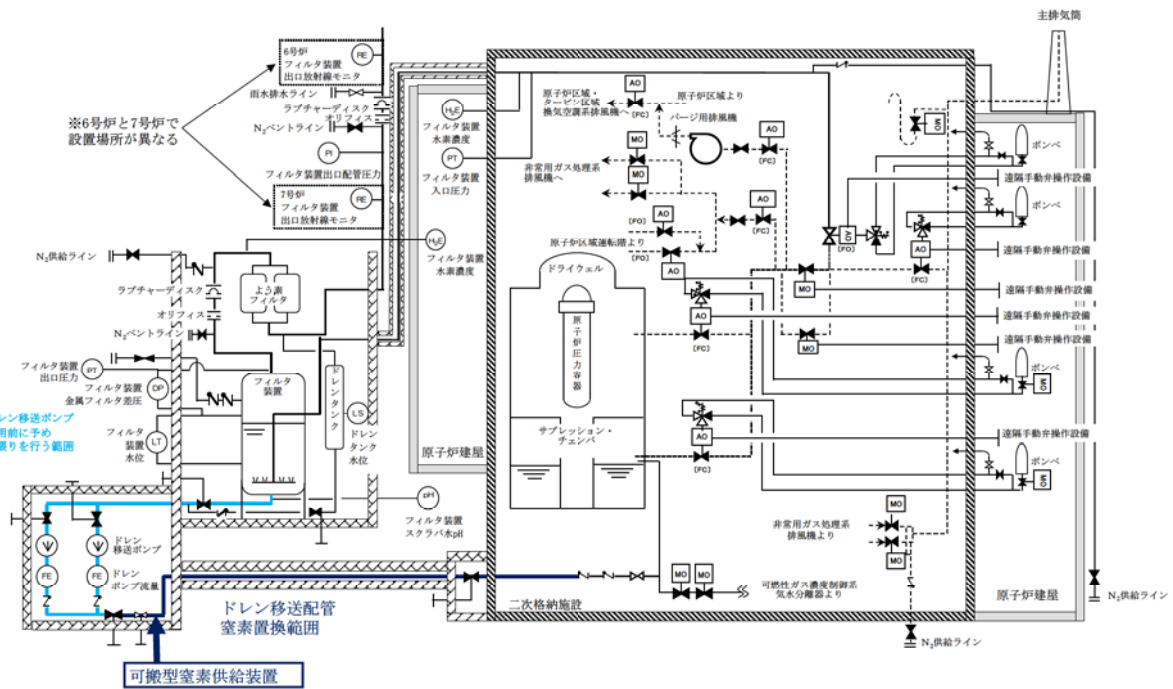 主排気筒
6号炉
フィルタ装置
出口放射線モニタ
RE
雨水排水ライン
ラプチャーディスク
オリフィス
N₂ベントライン
※6号炉と7号炉で
設置場所が異なる
PI
フィルタ装置出口配管圧力
7号炉
フィルタ装置
出口放射線モニタ
RE
H₂E
フィルタ装置
水素濃度
PT
フィルタ装置
入口圧力
H₂E
フィルタ装置
水素濃度
N₂供給ライン
ラプチャーディスク
オリフィス
N₂ベントライン
よう素
フィルタ
PT
フィルタ装置
出口圧力
DP
フィルタ装置
金属フィルタ差圧
フィルタ
装置
ドレンタンク
LS
ドレン
タンク
水位
LT
フィルタ
装置
水位
レン移送ポンプ
用前に予め
張りを行う範囲
pH
フィルタ装置
スクラバ水pH
ドレン
移送ポンプ
FE
FE
ドレン
ポンプ流量
ドレン移送配管
窒素置換範囲
可搬型窒素供給装置
原子炉建屋
原子炉区域・
タービン区域
換気空調系排風機へ
AO
(FC)
原子炉区域より
パージ用排風機
AO
(FC)
MO
非常用ガス処理系
排風機へ
MO
AO
(FC)
(FO)
AO
原子炉区域運転階より
(FO)
AO
ドライウェル
原子炉圧力容器
サプレッション・
チェンバ
AO
(FC)
AO
(FC)
MO
MO
AO
(FO)
AO
(FC)
MO
ボンベ
遠隔手動弁操作設備
ボンベ
遠隔手動弁操作設備
遠隔手動弁操作設備
遠隔手動弁操作設備
遠隔手動弁操作設備
遠隔手動弁操作設備
ボンベ
MO
遠隔手動弁操作設備
ボンベ
MO
MO
非常用ガス処理系
排風機より
MO
MO
MO
可燃性ガス濃度制御系
気水分離器より
二次格納施設
原子炉建屋
N₂供給ライン
N₂供給ライン